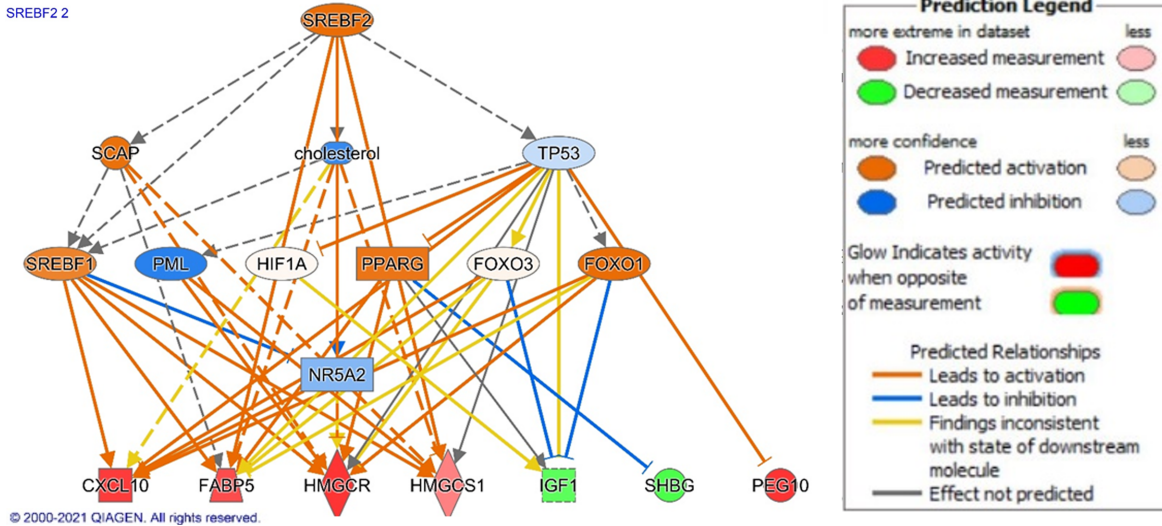 SREBF2 2
SREBF2
SCAP
cholesterol
TP53
SREBF1
PML
HIF1A
PPARG
FOXO3
FOXO1
NR5A2
CXCL10
FABP5
HMGCR
HMGCS1
IGF1
SHBG
PEG10
© 2000-2021 QIAGEN. All rights reserved.
Prediction Legend
more extreme in dataset less
Increased measurement
Decreased measurement
more confidence less
Predicted activation
Predicted inhibition
Glow Indicates activity
when opposite
of measurement
Predicted Relationships
Leads to activation
Leads to inhibition
Findings inconsistent
with state of downstream
molecule
Effect not predicted